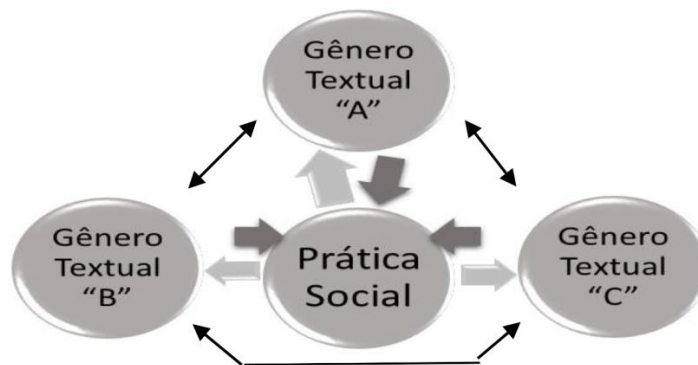 Gênero
Textual
“A”
Gênero
Textual
“B”
Prática
Social
Gênero
Textual
“C”